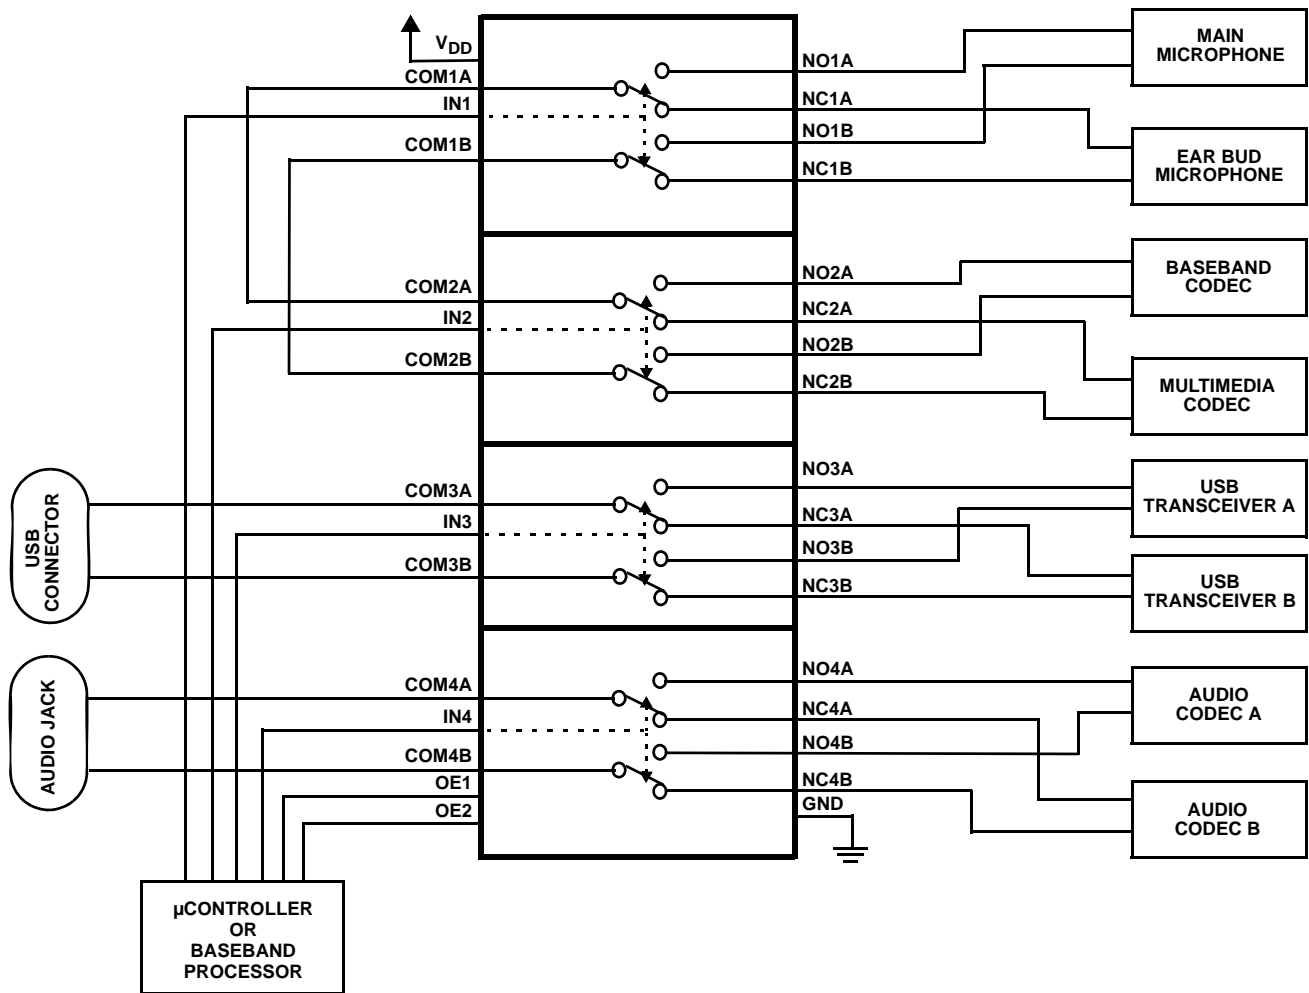 VDD
COM1A
IN1
COM1B
NO1A
NC1A
NO1B
NC1B
MAIN
MICROPHONE
EAR BUD
MICROPHONE
COM2A
IN2
COM2B
NO2A
NC2A
NO2B
NC2B
BASEBAND
CODEC
MULTIMEDIA
CODEC
USB
CONNECTOR
COM3A
IN3
COM3B
NO3A
NC3A
NO3B
NC3B
USB
TRANSCEIVER A
USB
TRANSCEIVER B
AUDIO JACK
COM4A
IN4
COM4B
OE1
OE2
NO4A
NC4A
NO4B
NC4B
GND
AUDIO
CODEC A
AUDIO
CODEC B
µCONTROLLER
OR
BASEBAND
PROCESSOR